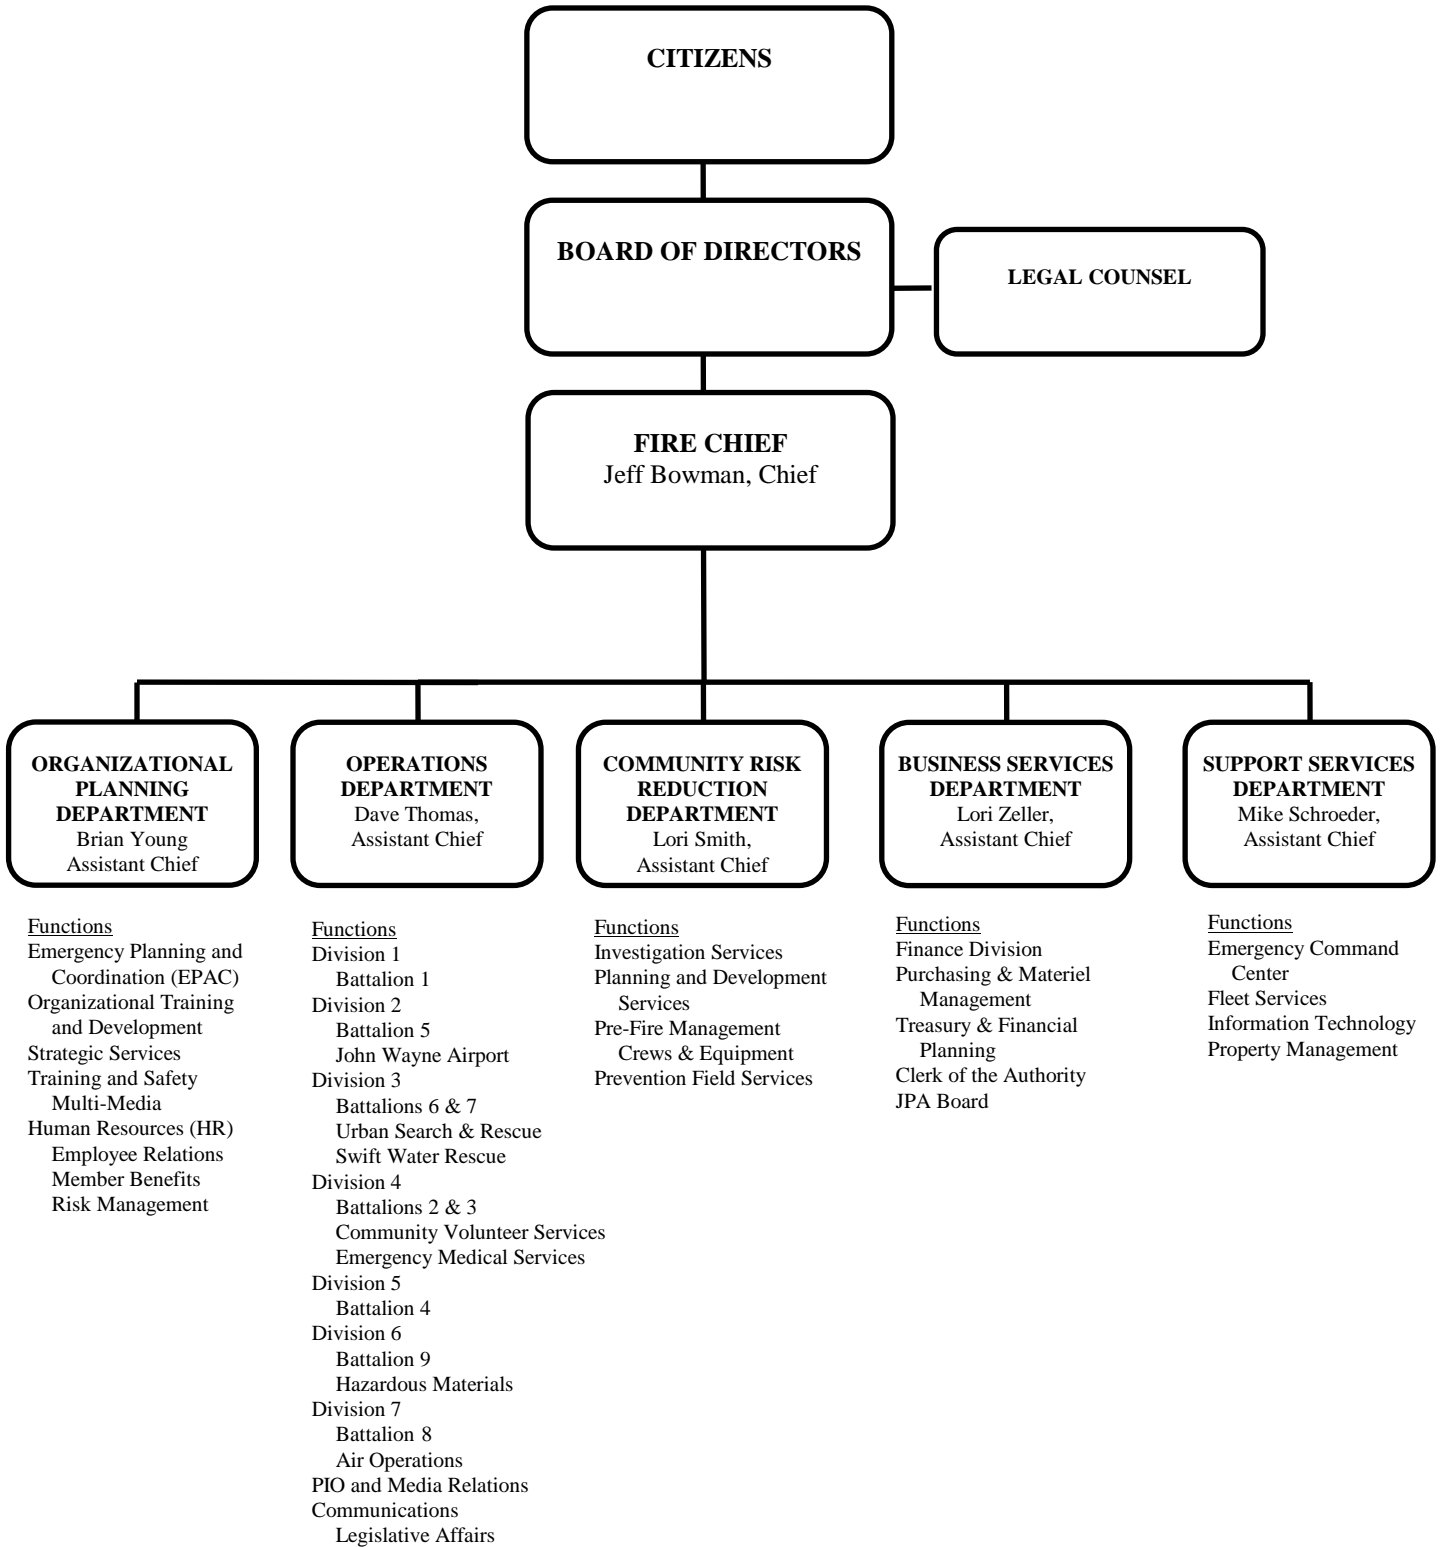 CITIZENS
BOARD OF DIRECTORS
LEGAL COUNSEL
FIRE CHIEF
Jeff Bowman, Chief
ORGANIZATIONAL
PLANNING
DEPARTMENT
Brian Young
Assistant Chief
OPERATIONS
DEPARTMENT
Dave Thomas,
Assistant Chief
COMMUNITY RISK
REDUCTION
DEPARTMENT
Lori Smith,
Assistant Chief
BUSINESS SERVICES
DEPARTMENT
Lori Zeller,
Assistant Chief
SUPPORT SERVICES
DEPARTMENT
Mike Schroeder,
Assistant Chief
Functions
Emergency Planning and
Coordination (EPAC)
Organizational Training
and Development
Strategic Services
Training and Safety
Multi-Media
Human Resources (HR)
Employee Relations
Member Benefits
Risk Management
Functions
Division 1
Battalion 1
Division 2
Battalion 5
John Wayne Airport
Division 3
Battalions 6 & 7
Urban Search & Rescue
Swift Water Rescue
Division 4
Battalions 2 & 3
Community Volunteer Services
Emergency Medical Services
Division 5
Battalion 4
Division 6
Battalion 9
Hazardous Materials
Division 7
Battalion 8
Air Operations
PIO and Media Relations
Communications
Legislative Affairs
Functions
Investigation Services
Planning and Development
Services
Pre-Fire Management
Crews & Equipment
Prevention Field Services
Functions
Finance Division
Purchasing & Materiel
Management
Treasury & Financial
Planning
Clerk of the Authority
JPA Board
Functions
Emergency Command
Center
Fleet Services
Information Technology
Property Management